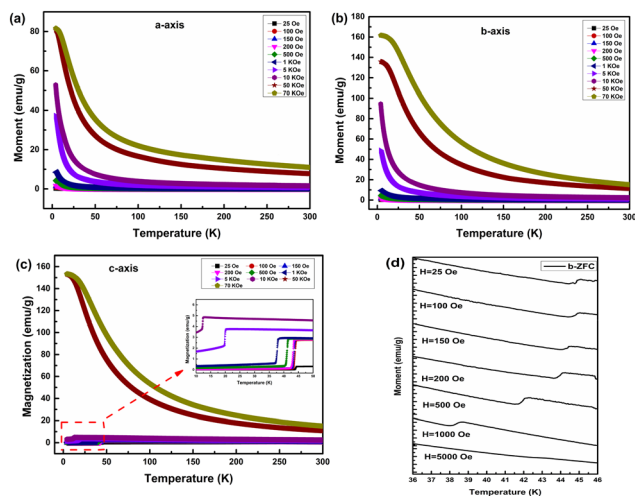 (a)
a-axis
25 Oe
100 Oe
150 Oe
200 Oe
500 Oe
1 KOe
5 KOe
10 KOe
50 KOe
70 KOe
80
60
40
20
0
Moment (emu/g)
0 50 100 150 200 250 300
Temperature (K)
(b)
b-axis
25 Oe
100 Oe
150 Oe
200 Oe
500 Oe
1 KOe
5 KOe
10 KOe
50 KOe
70 KOe
160
120
80
40
0
Moment (emu/g)
0 50 100 150 200 250 300
Temperature (K)
(c)
c-axis
25 Oe 100 Oe 150 Oe
200 Oe 500 Oe 1 KOe
5 KOe 10 KOe 50 KOe
70 KOe
160
140
120
100
80
60
40
20
0
Magnetization (emu/g)
0 50 100 150 200 250 300
Temperature (K)
Magnetization (emu/g)
Temperature (K)
(d)
b-ZFC
H=25 Oe
H=100 Oe
H=150 Oe
H=200 Oe
H=500 Oe
H=1000 Oe
H=5000 Oe
Moment (emu/g)
36 37 38 39 40 41 42 43 44 45 46
Temperature (K)